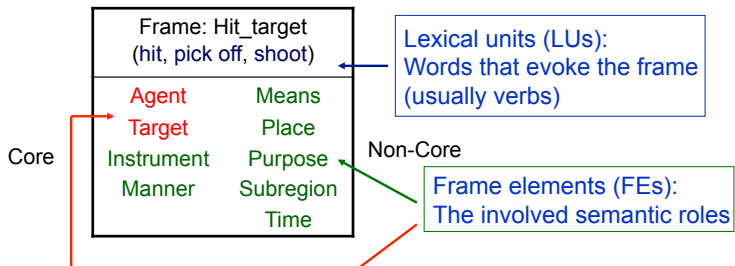 Frame: Hit_target
(hit, pick off, shoot)
Lexical units (LUs):
Words that evoke the frame
(usually verbs)
Core
Agent Means
Target Place
Instrument Purpose
Manner Subregion
Time
Non-Core
Frame elements (FEs):
The involved semantic roles